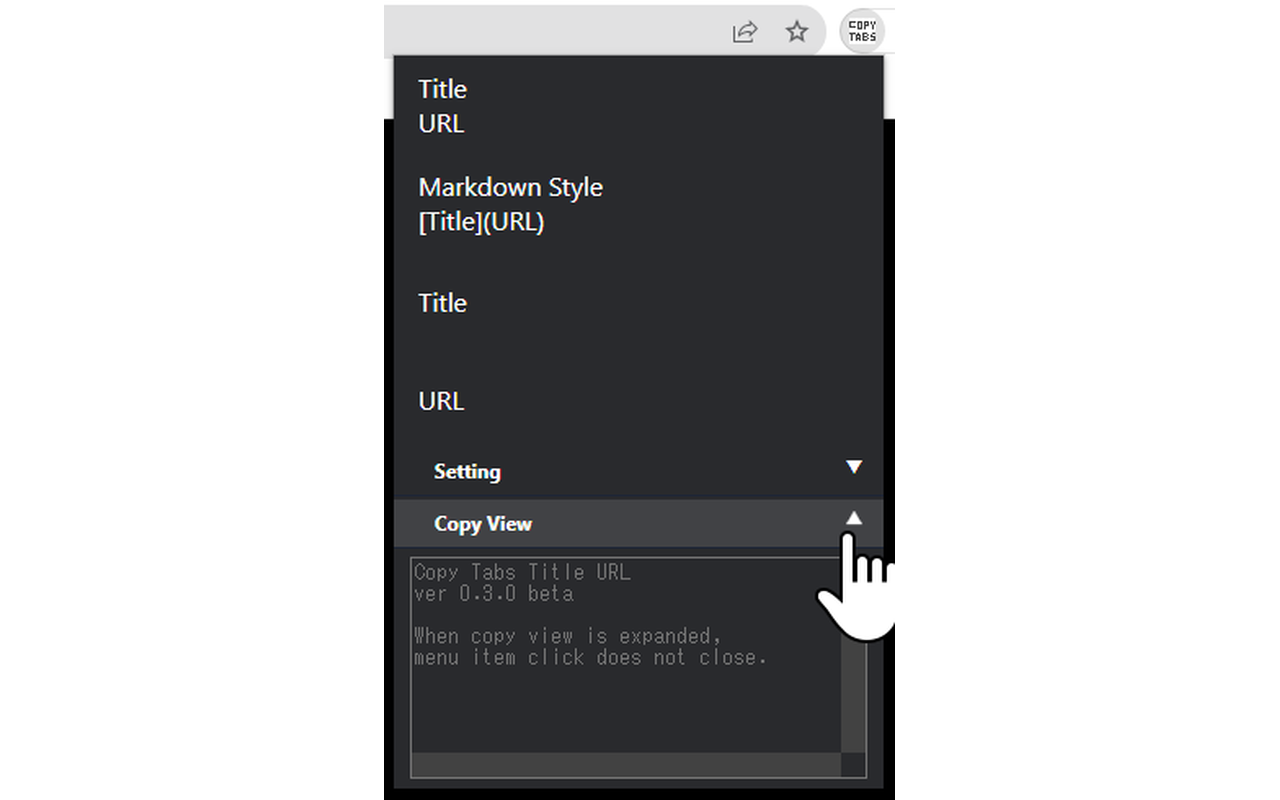 COPY
TABS
Title
URL
Markdown Style
[Title](URL)
Title
URL
Setting
Copy View
Copy Tabs Title URL
ver 0.3.0 beta
When copy view is expanded,
menu item click does not close.